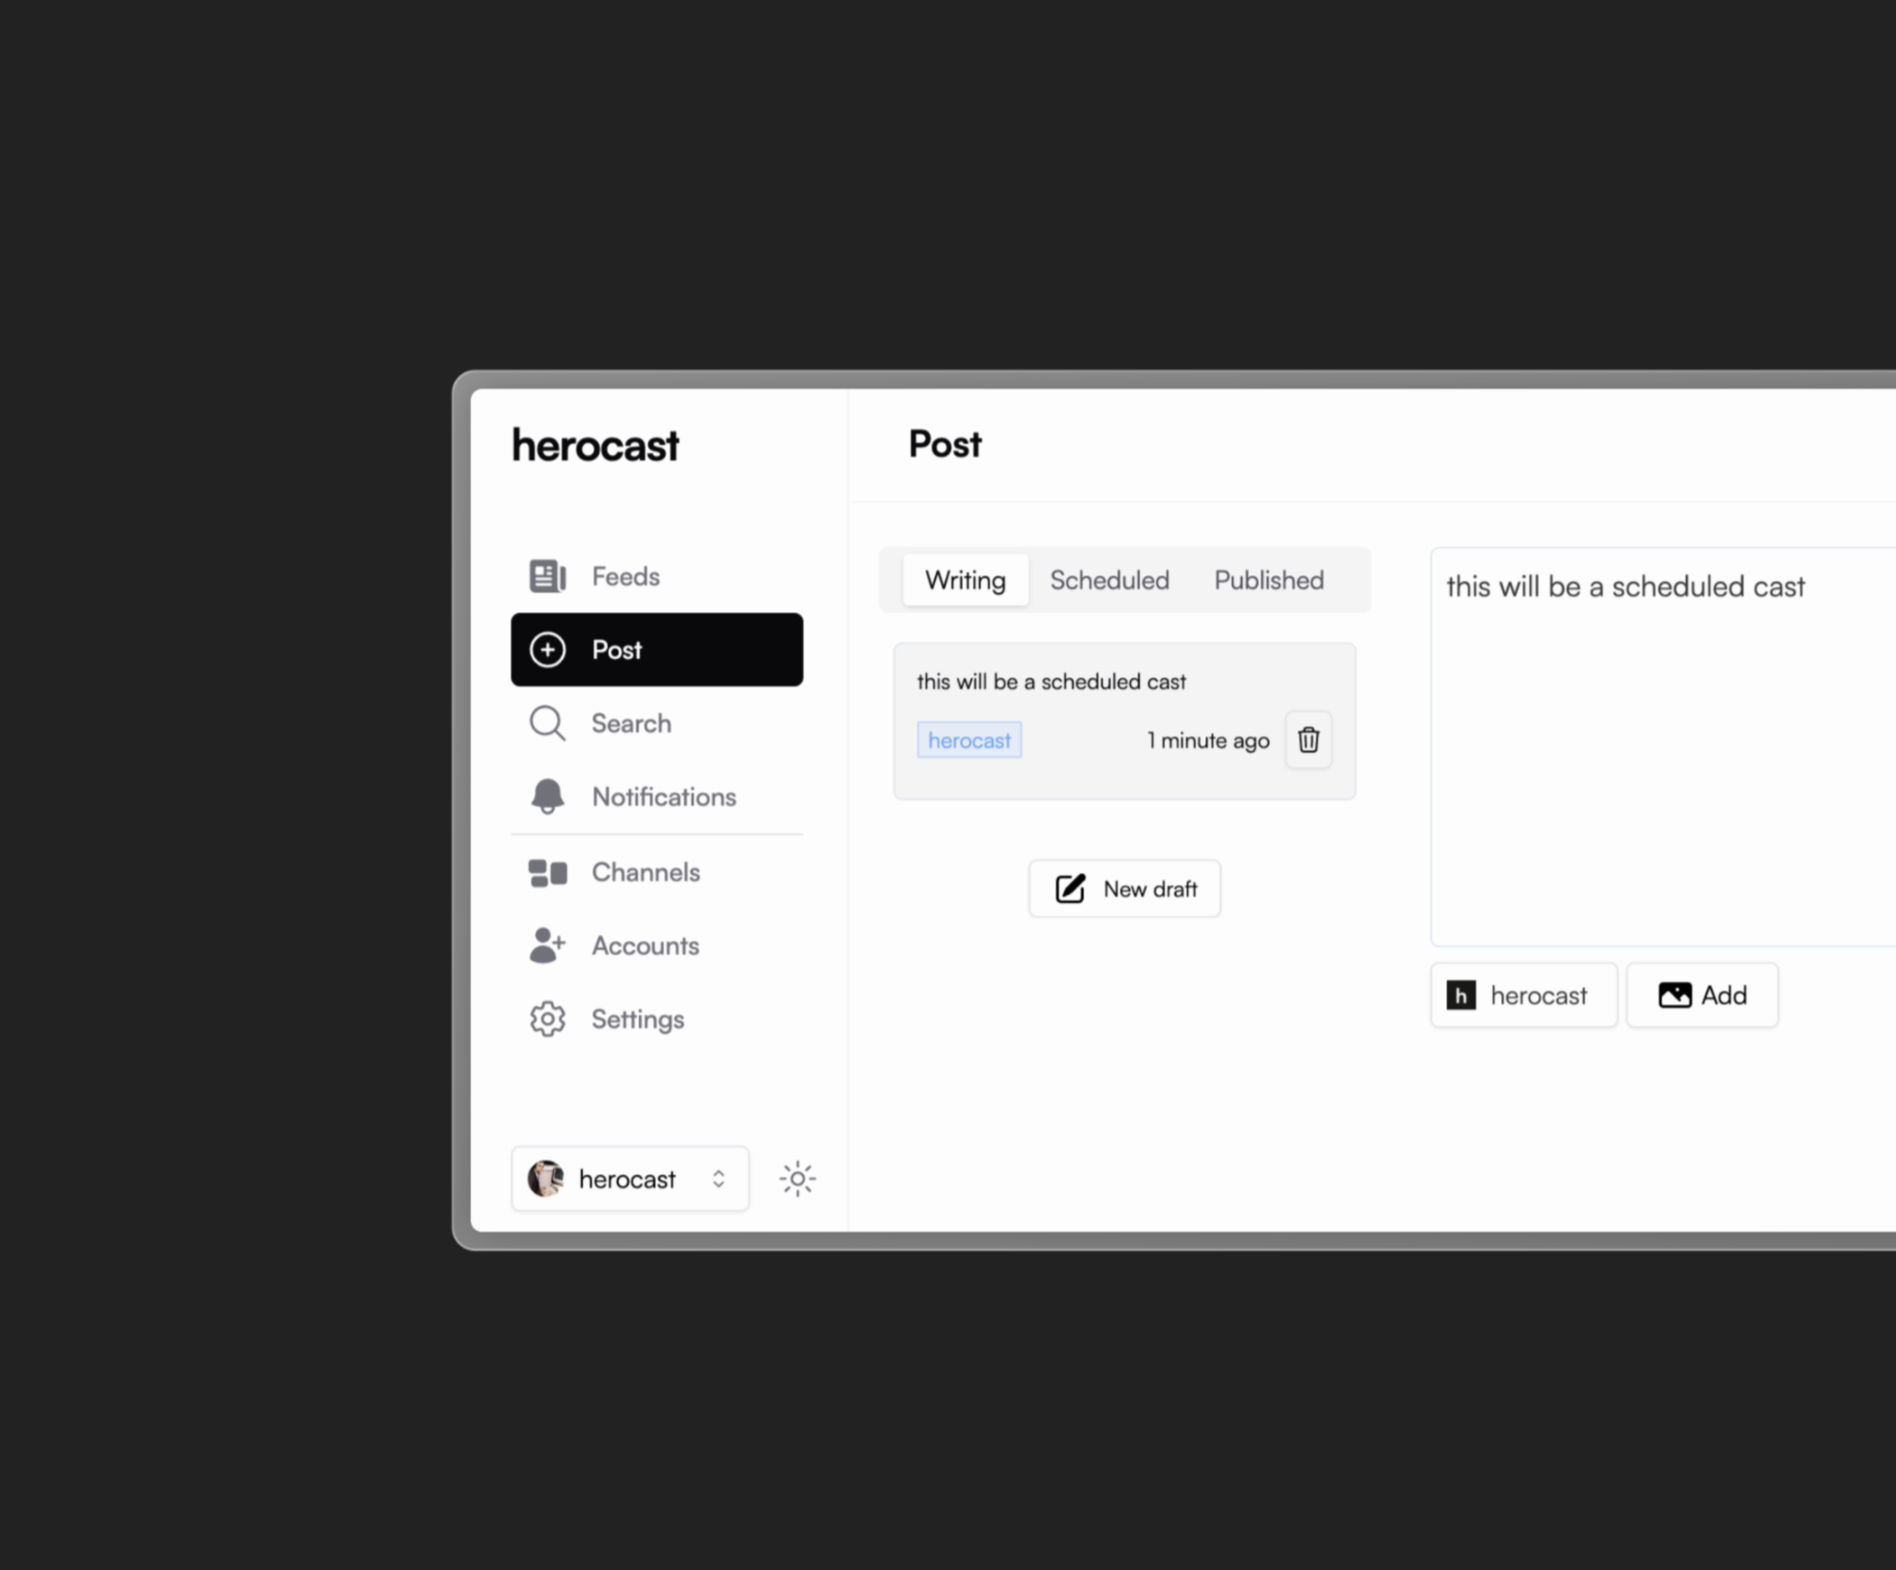 herocast
Feeds
Post
Search
Notifications
Channels
Accounts
Settings
herocast
Post
Writing Scheduled Published
this will be a scheduled cast
herocast 1 minute ago
New draft
this will be a scheduled cast
h herocast Add